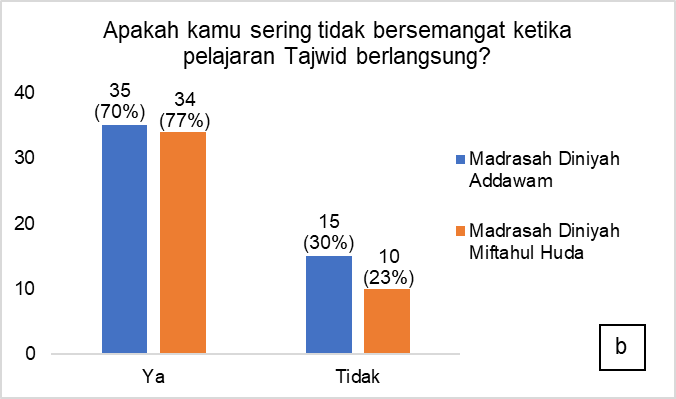 Apakah kamu sering tidak bersemangat ketika
pelajaran Tajwid berlangsung?
40
30
20
10
0
35
(70%)
34
(77%)
15
(30%)
10
(23%)
Ya
Tidak
Madrasah Diniyah
Addawam
Madrasah Diniyah
Miftahul Huda
b